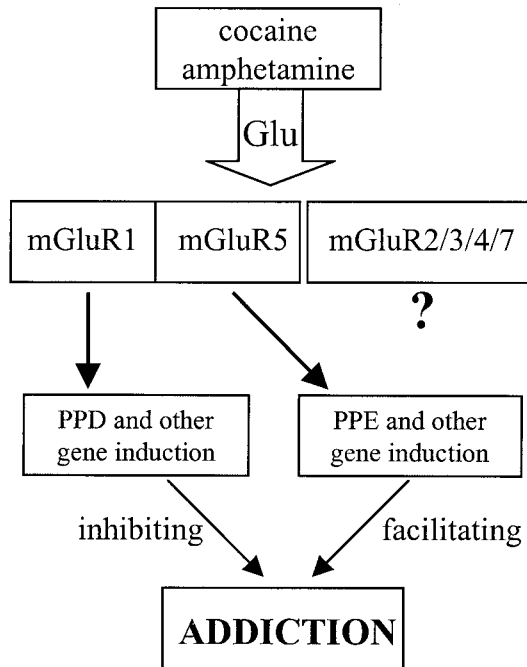 cocaine
amphetamine
Glu
mGluR1
mGluR5
mGluR2/3/4/7
?
PPD and other
gene induction
PPE and other
gene induction
inhibiting
facilitating
ADDICTION